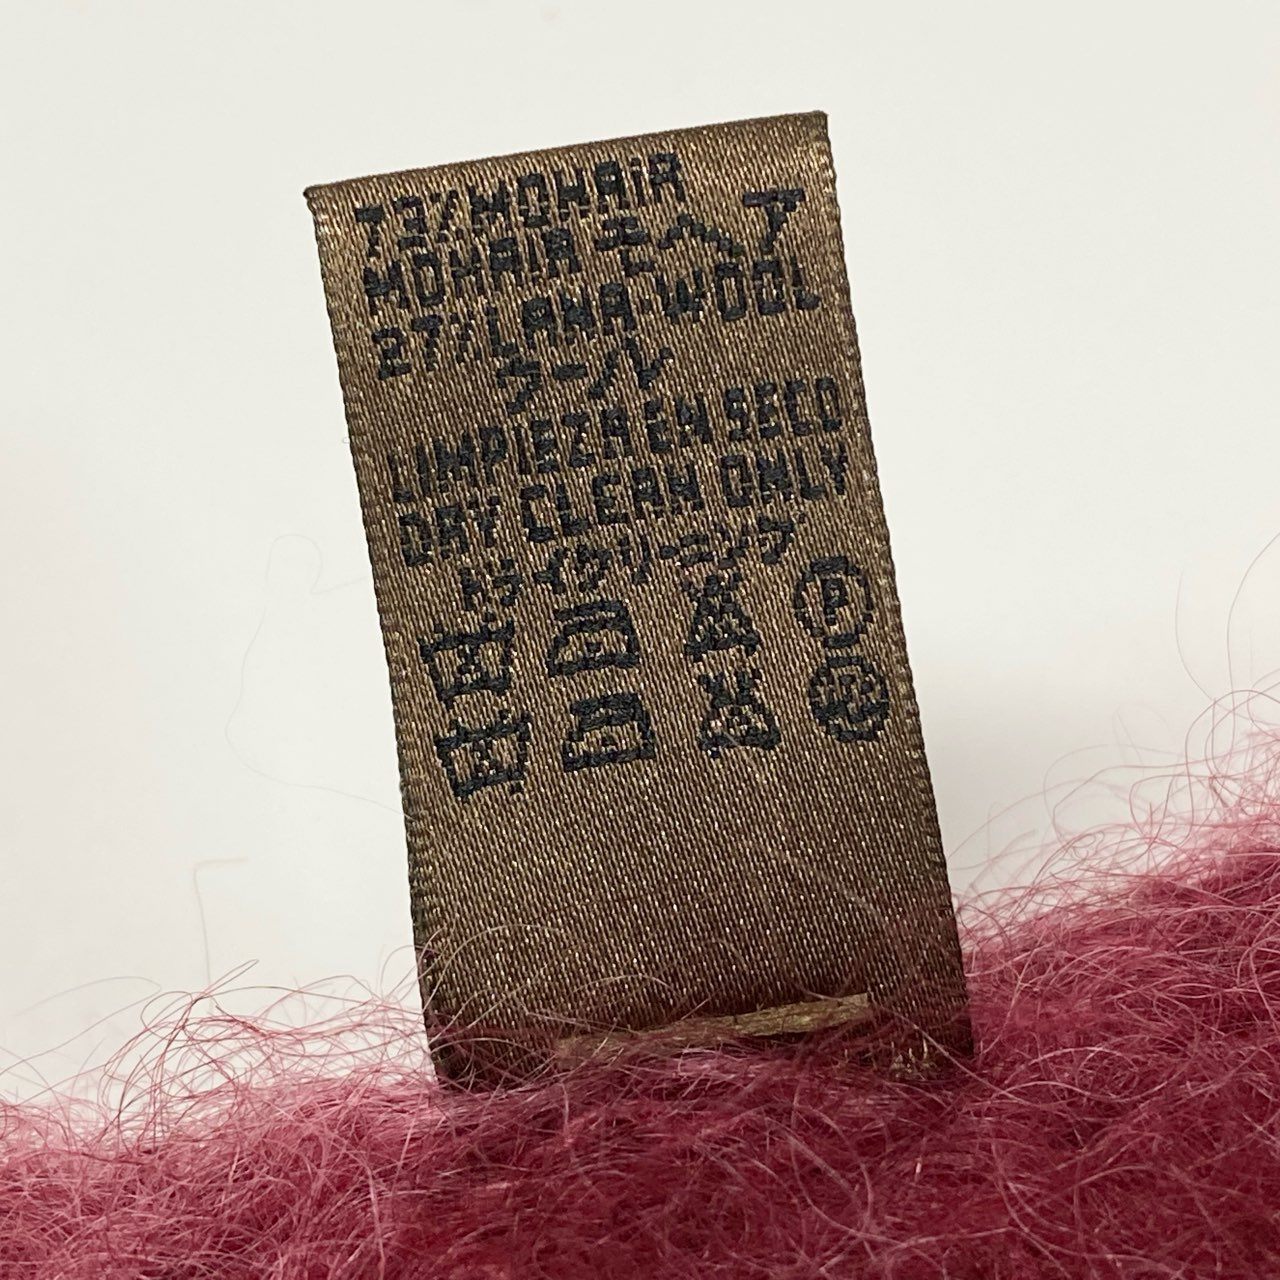 73%MOHAiR
MOHAIR モヘア
27%LANA-WOOL
ウール
LIMPIEZA EN SECO
DRY CLEAN ONLY
ドライクリーニング
P